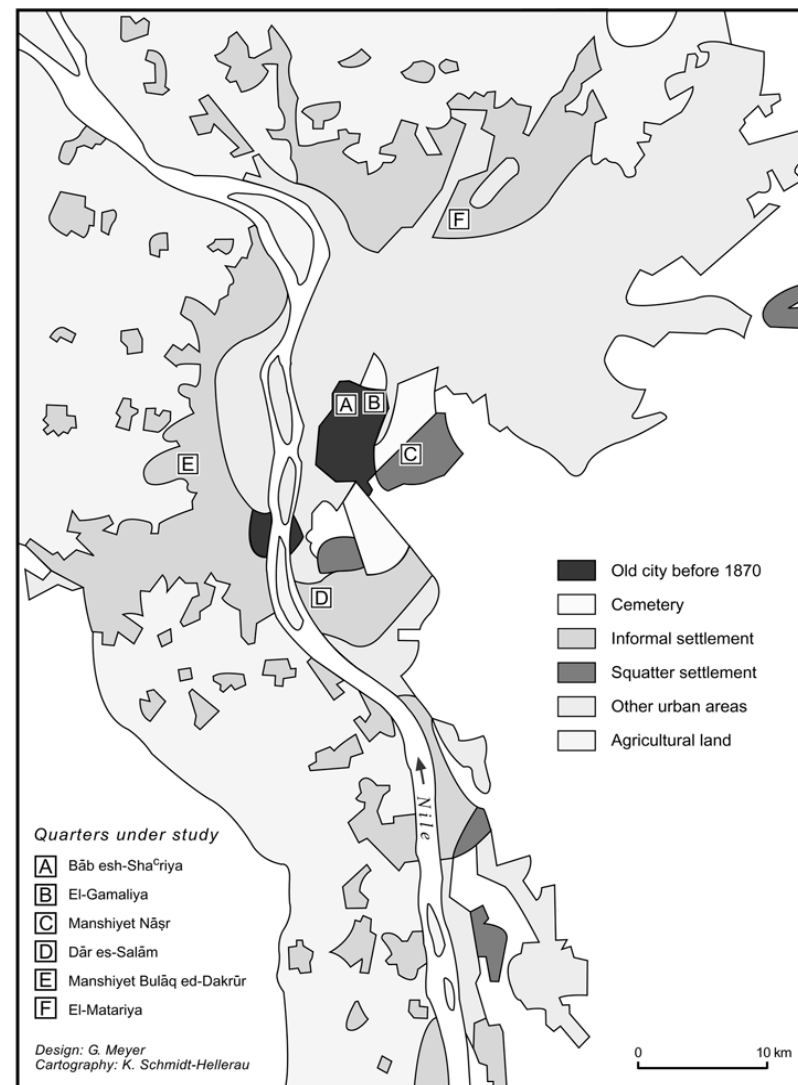 F
A
B
C
E
D
Old city before 1870
Cemetery
Informal settlement
Squatter settlement
Other urban areas
Agricultural land
Nile
Quarters under study
A Bāb esh-Shaᶜriya
B El-Gamaliya
C Manshiyet Nāṣr
D Dār es-Salām
E Manshiyet Bulāq ed-Dakrūr
F El-Matariya
Design: G. Meyer
Cartography: K. Schmidt-Hellerau
0 10 km